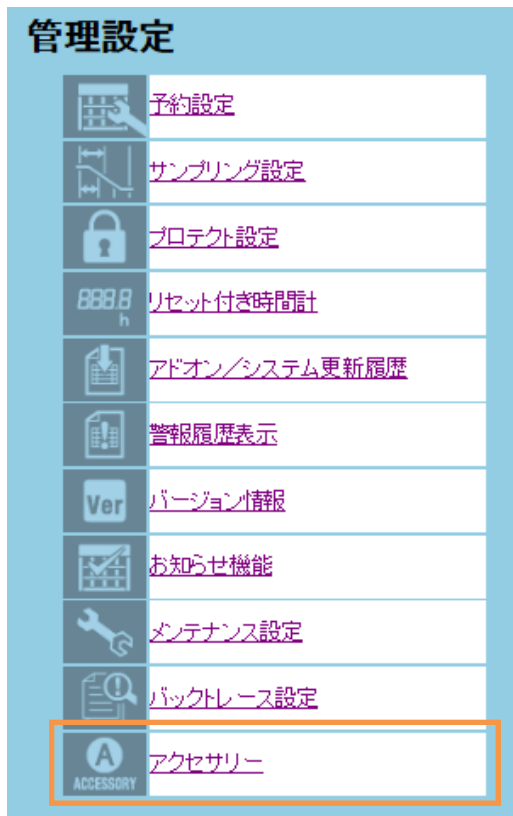 管理設定
予約設定
サンプリング設定
プロテクト設定
888.8 リセット付き時間計
h
アドオン／システム更新履歴
警報履歴表示
Ver バージョン情報
お知らせ機能
メンテナンス設定
バックトレース設定
A アクセサリー
ACCESSORY